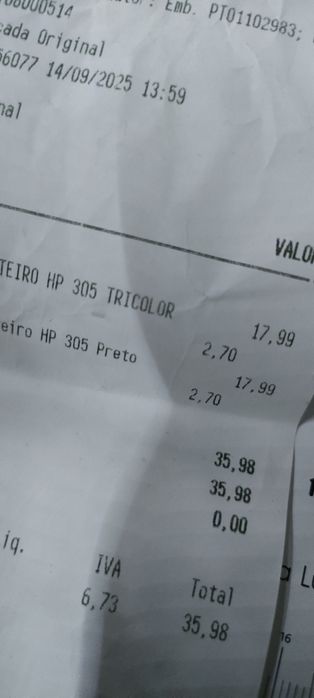 Emb. PT01102983;
ada Original
56077 14/09/2025 13:59
nal
VALO
TEIRO HP 305 TRICOLOR
17,99
2,70
eiro HP 305 Preto
17,99
2,70
35,98
35,98
0,00
iq.
IVA
Total
6,73
35,98
a L
16